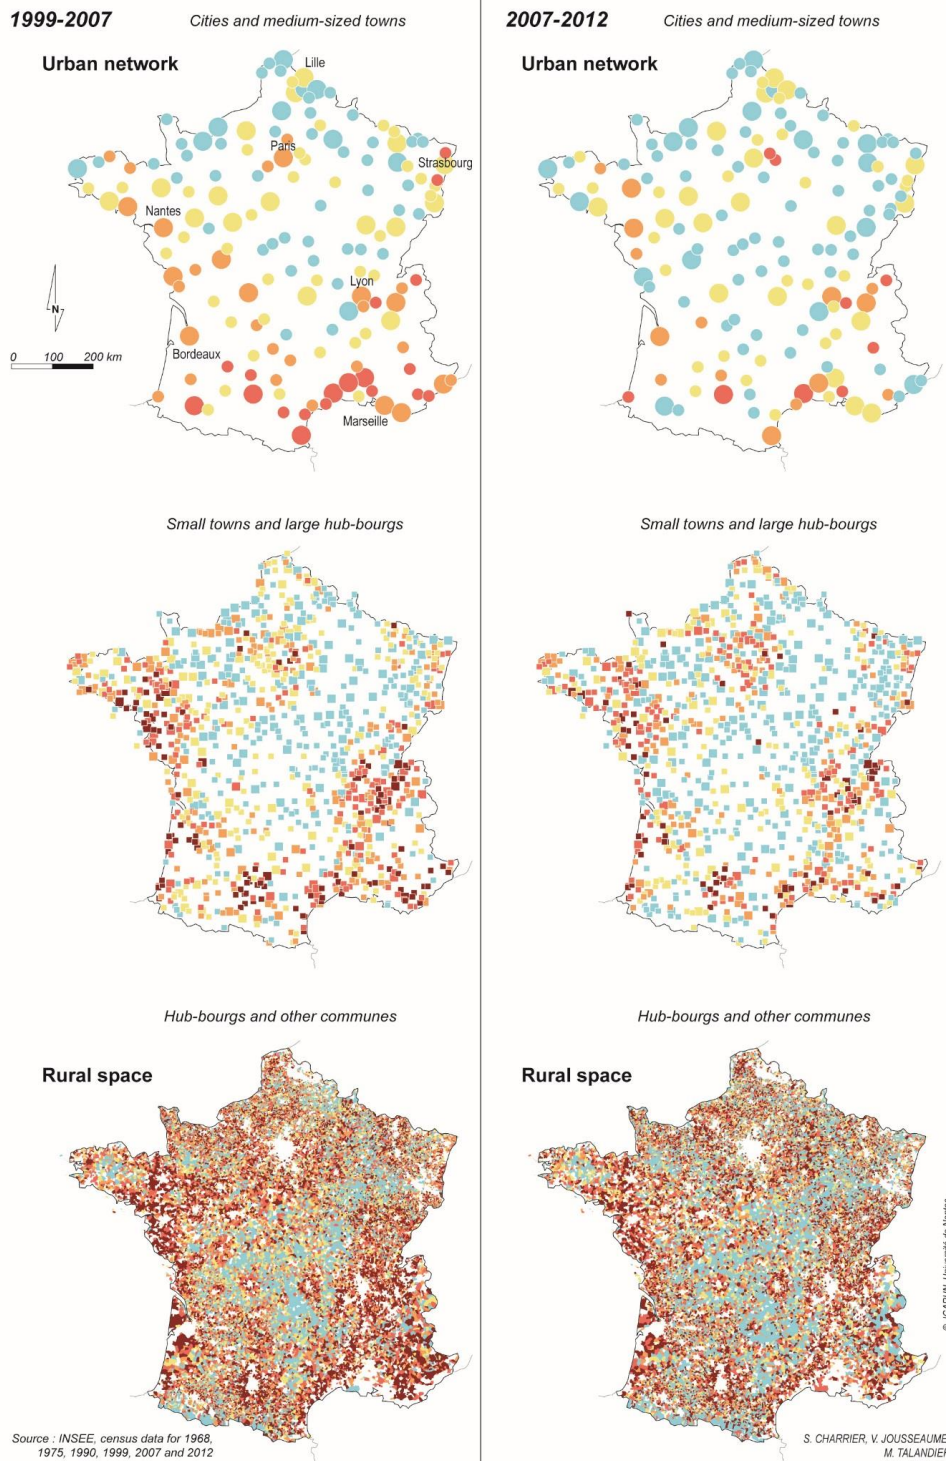 1999-2007
Cities and medium-sized towns
Urban network
Lille
Paris
Strasbourg
Nantes
Lyon
N
0 100 200 km
Bordeaux
Marseille
2007-2012
Cities and medium-sized towns
Urban network
Small towns and large hub-bourgs
Small towns and large hub-bourgs
Hub-bourgs and other communes
Rural space
Hub-bourgs and other communes
Rural space
Source : INSEE, census data for 1968,
1975, 1990, 1999, 2007 and 2012
S. CHARRIER, V. JOUSSEAUME
M. TALANDIER